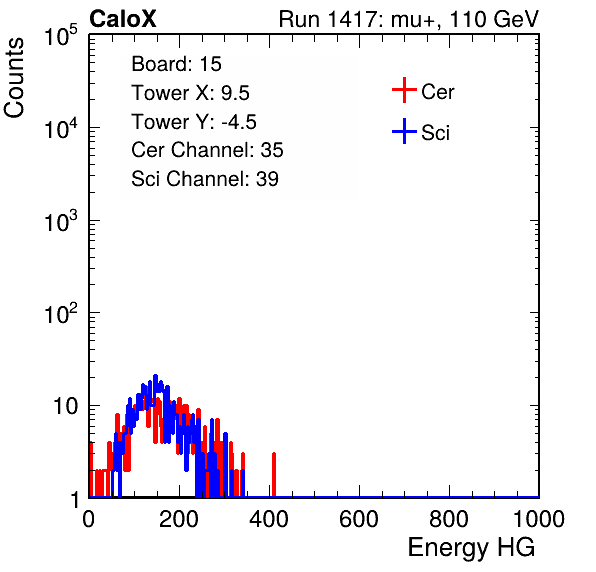 CaloX Run 1417: mu+, 110 GeV
Board: 15
Tower X: 9.5
Tower Y: -4.5
Cer Channel: 35
Sci Channel: 39
Cer
Sci
Counts
10^5
10^4
10^3
10^2
10
1
0 200 400 600 800 1000
Energy HG